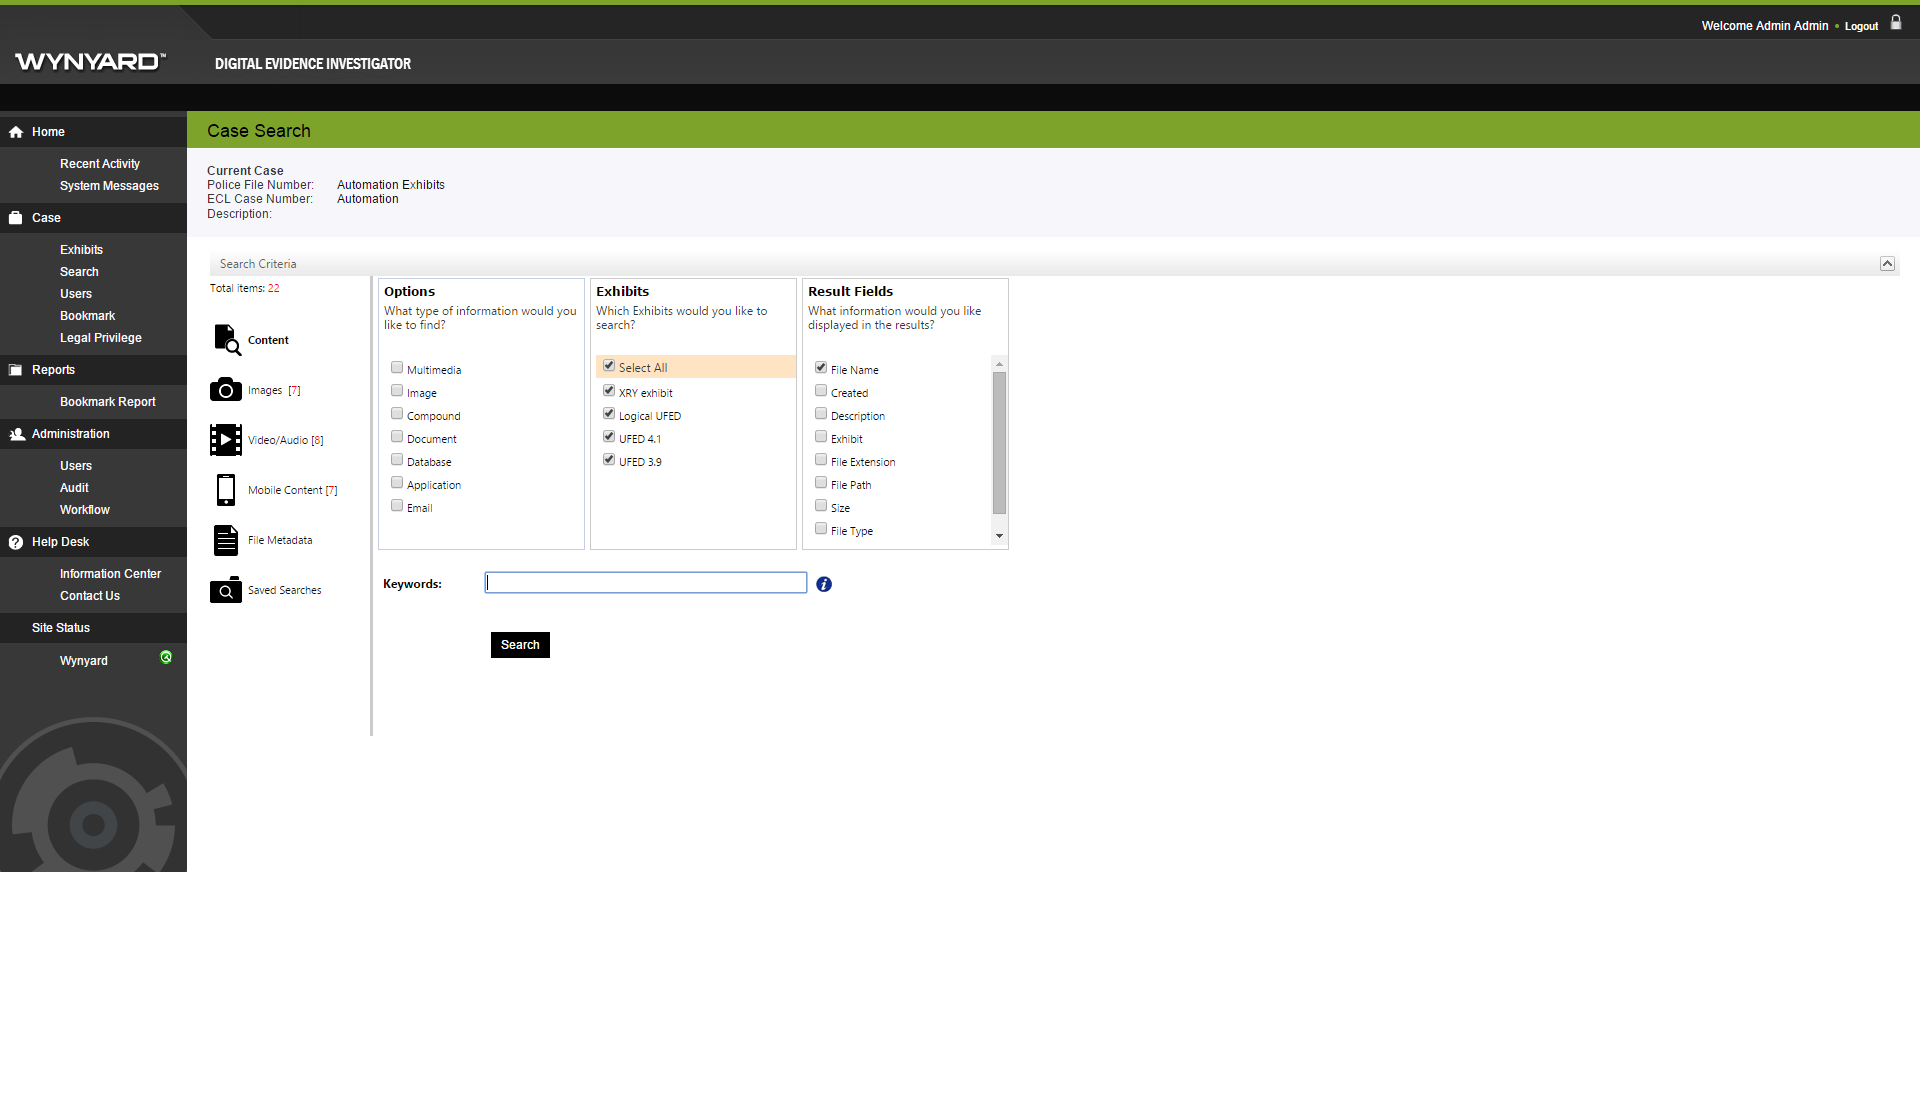 Welcome Admin Admin • Logout
WYNYARD™
DIGITAL EVIDENCE INVESTIGATOR
Home
Recent Activity
System Messages
Case
Exhibits
Search
Users
Bookmark
Legal Privilege
Reports
Bookmark Report
Administration
Users
Audit
Workflow
Help Desk
Information Center
Contact Us
Site Status
Wynyard
Case Search
Current Case
Police File Number: Automation Exhibits
ECL Case Number: Automation
Description:
Search Criteria
Total items: 22
Content
Images [7]
Video/Audio [8]
Mobile Content [7]
File Metadata
Saved Searches
Options
What type of information would you
like to find?
Multimedia
Image
Compound
Document
Database
Application
Email
Exhibits
Which Exhibits would you like to
search?
Select All
XRY exhibit
Logical UFED
UFED 4.1
UFED 3.9
Result Fields
What information would you like
displayed in the results?
File Name
Created
Description
Exhibit
File Extension
File Path
Size
File Type
Keywords:
Search